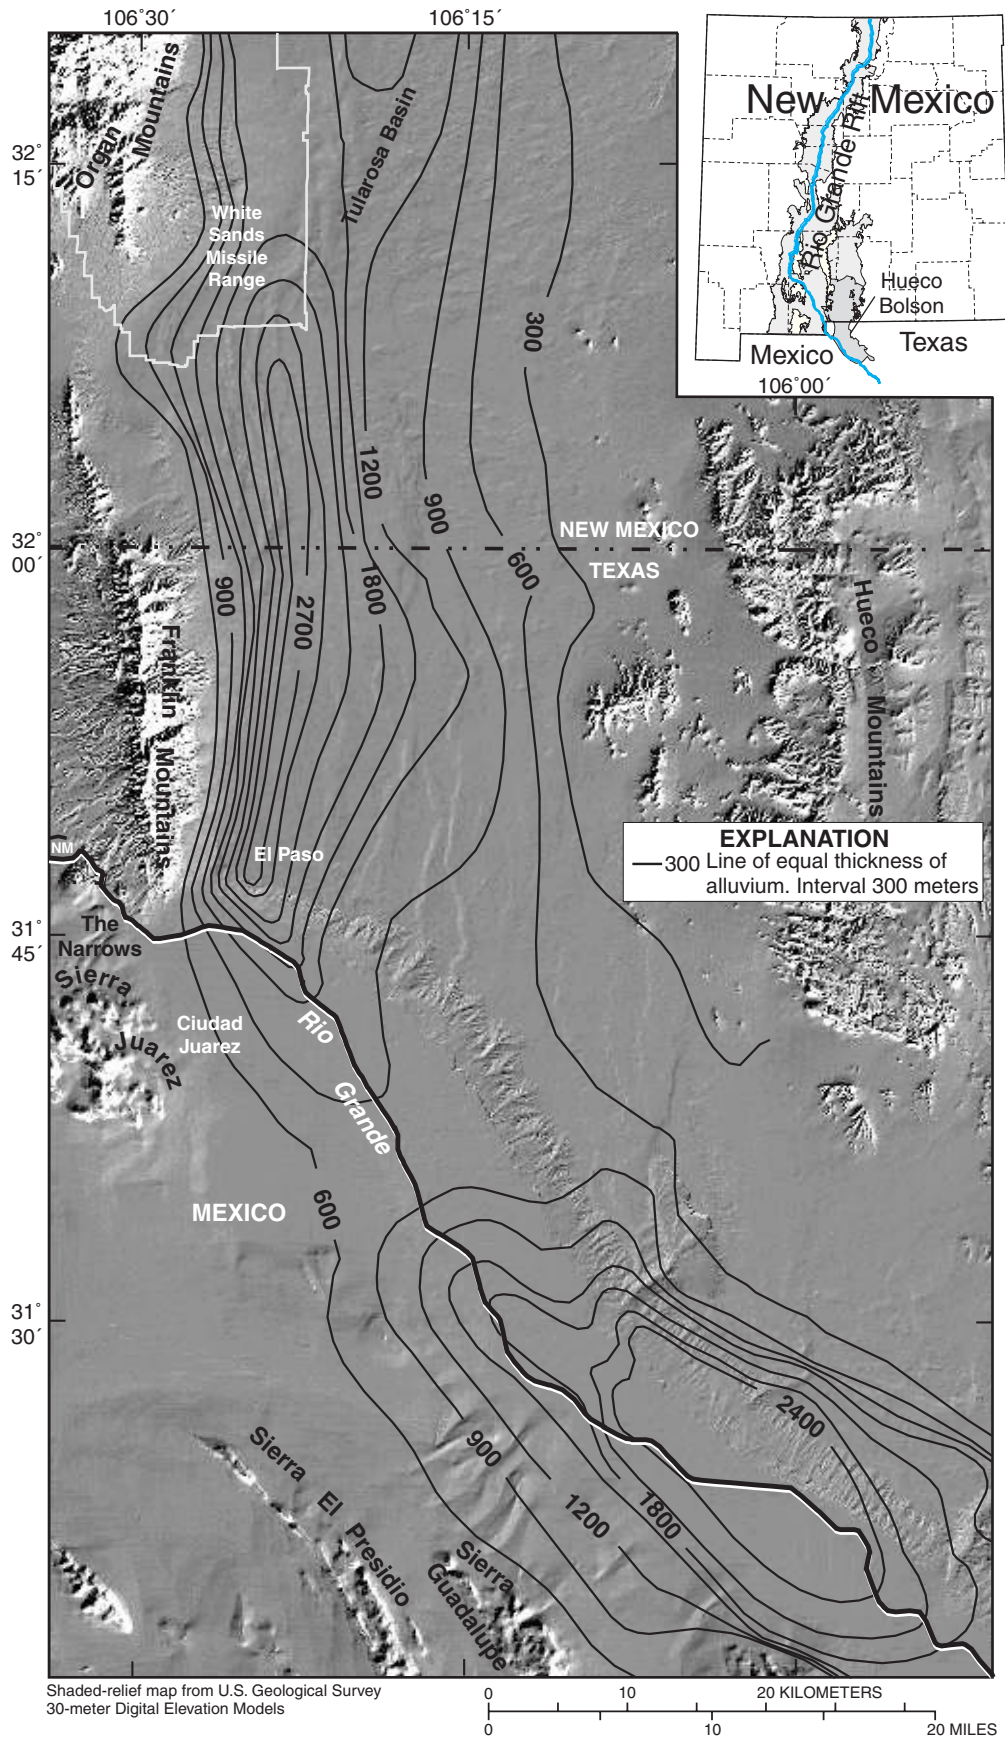 106°30´
106°15´
New Mexico
Rio Grande Rift
Hueco
Bolson
Mexico
Texas
106°00´
Organ
Mountains
Tularosa Basin
32°
15´
White
Sands
Missile
Range
300
1200
900
NEW MEXICO
32°
00´
TEXAS
600
900
2700
1800
Hueco Mountains
Franklin Mountains
EXPLANATION
300 Line of equal thickness of
alluvium. Interval 300 meters
NM
El Paso
The
Narrows
31°
45´
Sierra
Juarez
Ciudad
Juarez
Rio
Grande
MEXICO
600
31°
30´
2400
900
1200
1800
Sierra
El
Presidio
Sierra
Guadalupe
Shaded-relief map from U.S. Geological Survey
30-meter Digital Elevation Models
0 10 20 KILOMETERS
0 10 20 MILES